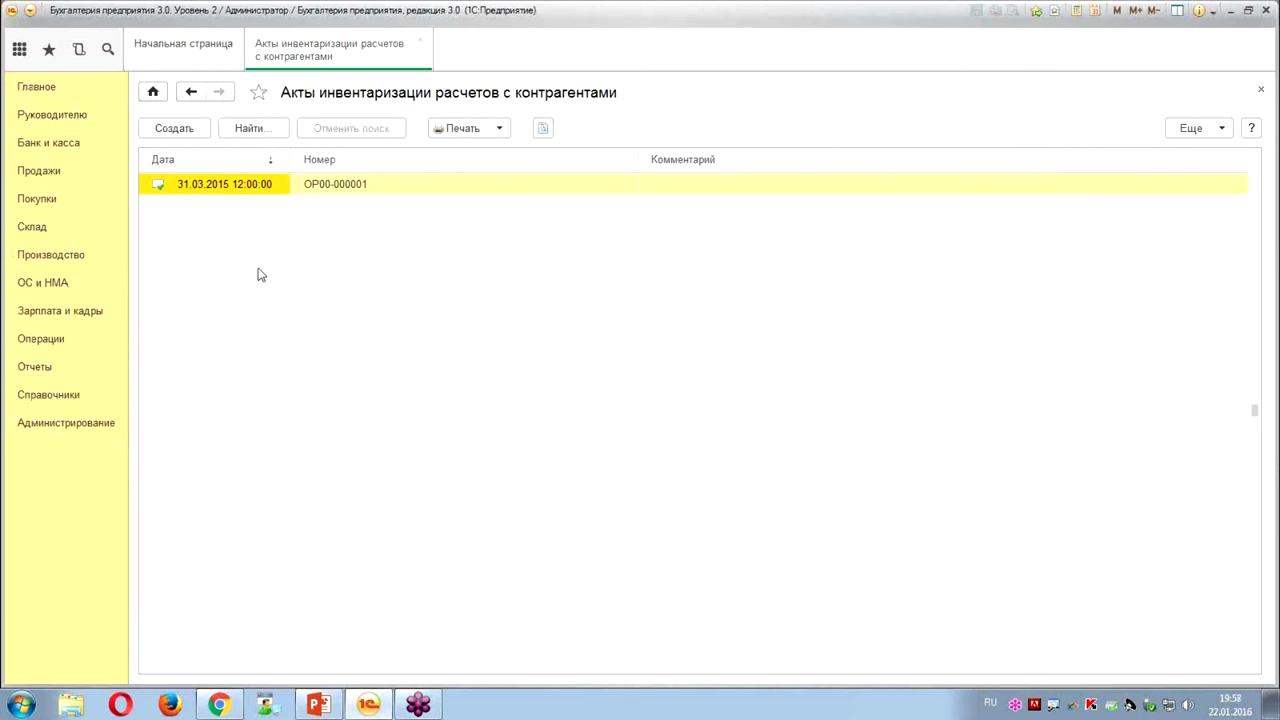 Бухгалтерия предприятия 3.0. Уровень 2 / Администратор / Бухгалтерия предприятия, редакция 3.0 (1С:Предприятие)
M M+ M-
Начальная страница
Акты инвентаризации расчетов
с контрагентами
Главное
Руководителю
Банк и касса
Продажи
Покупки
Склад
Производство
ОС и НМА
Зарплата и кадры
Операции
Отчеты
Справочники
Администрирование
Акты инвентаризации расчетов с контрагентами
Создать
Найти...
Отменить поиск
Печать
Еще
?
Дата
Номер
Комментарий
31.03.2015 12:00:00
ОР00-000001
RU
19:58
22.01.2016